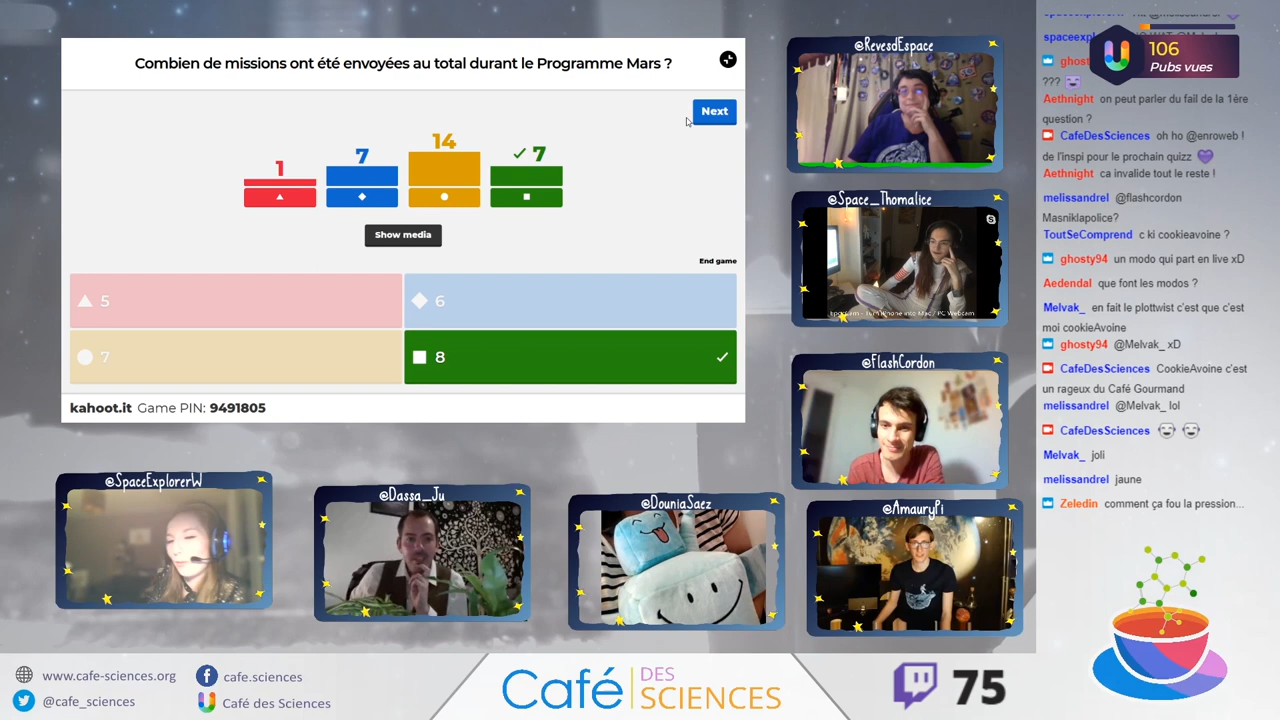 Combien de missions ont été envoyées au total durant le Programme Mars ?
Next
1
7
14
7
Show media
End game
5
6
7
8
kahoot.it Game PIN: 9491805
@RevesdEspace
@Space_Thomalice
@FlashCordon
@SpaceExplorerW
@Dassa_Ju
@DouniaSaez
@AmauryPi
106
Pubs vues
???
Aethnight on peut parler du fail de la 1ère
question ?
CafeDesSciences oh ho @enroweb !
de l'inspi pour le prochain quizz
Aethnight ca invalide tout le reste !
melissandrel @flashcordon
Masniklapolice?
ToutSeComprend c ki cookieavoine ?
ghosty94 un modo qui part en live xD
Aedendal que font les modos ?
Melvak_ en fait le plottwist c'est que c'est
moi cookieAvoine
ghosty94 @Melvak_ xD
CafeDesSciences CookieAvoine c'est
un rageux du Café Gourmand
melissandrel @Melvak_ lol
CafeDesSciences
Melvak_ joli
melissandrel jaune
Zeledin comment ça fou la pression...
www.cafe-sciences.org
cafe.sciences
@cafe_sciences
Café des Sciences
Café DES SCIENCES
75